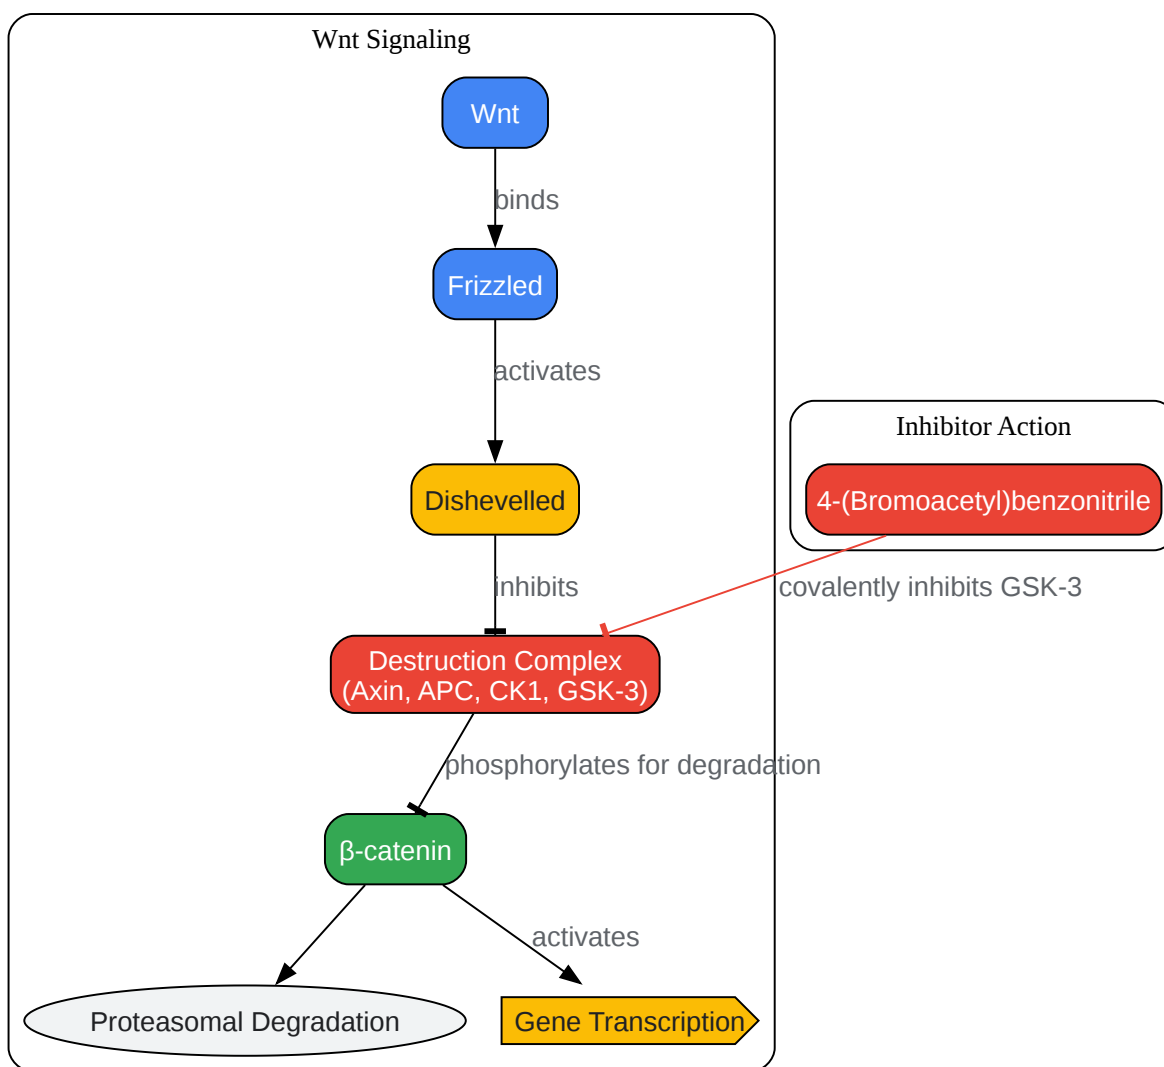 Wnt Signaling
Wnt
binds
Frizzled
activates
Inhibitor Action
4-(Bromoacetyl)benzonitrile
Dishevelled
inhibits
covalently inhibits GSK-3
Destruction Complex
(Axin, APC, CK1, GSK-3)
phosphorylates for degradation
β-catenin
activates
Proteasomal Degradation
Gene Transcription